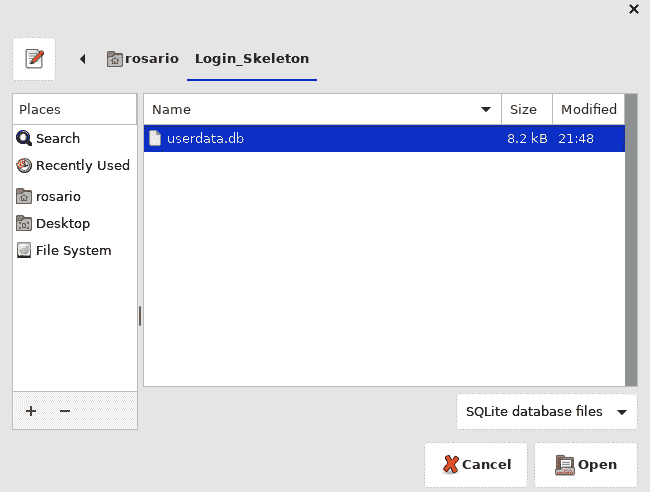 rosario Login_Skeleton
Places
Search
Recently Used
rosario
Desktop
File System
Name Size Modified
userdata.db 8.2 kB 21:48
SQLite database files
Cancel Open